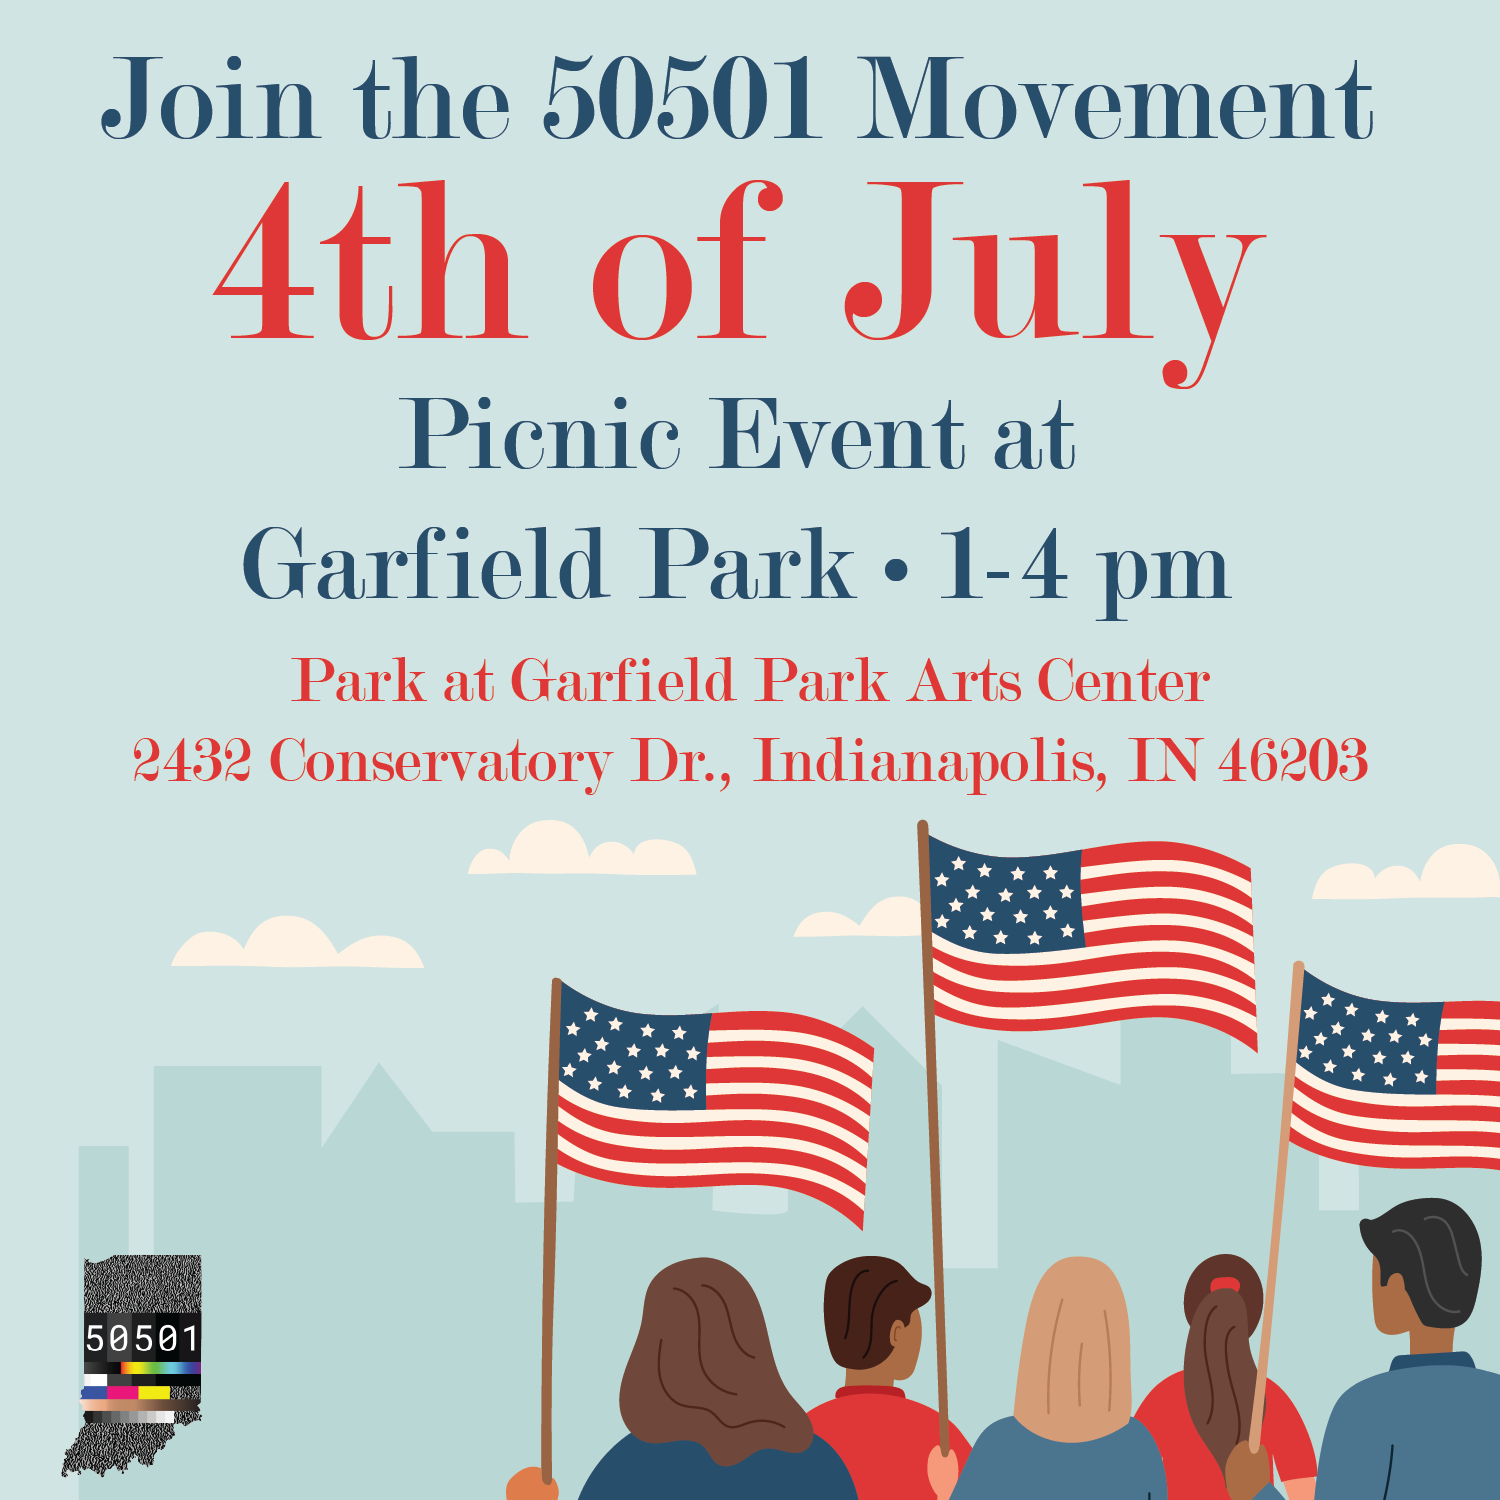 Join the 50501 Movement
4th of July
Picnic Event at
Garfield Park • 1-4 pm
Park at Garfield Park Arts Center
2432 Conservatory Dr., Indianapolis, IN 46203
50501